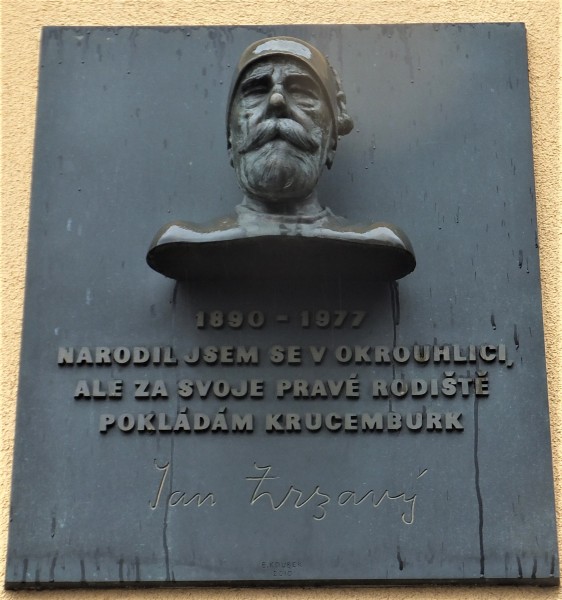 1890 - 1977
NARODIL JSEM SE V OKROUHLICI,
ALE ZA SVOJE PRAVÉ RODIŠTĚ
POKLÁDÁM KRUCEMBURK
Jan Zrzavý